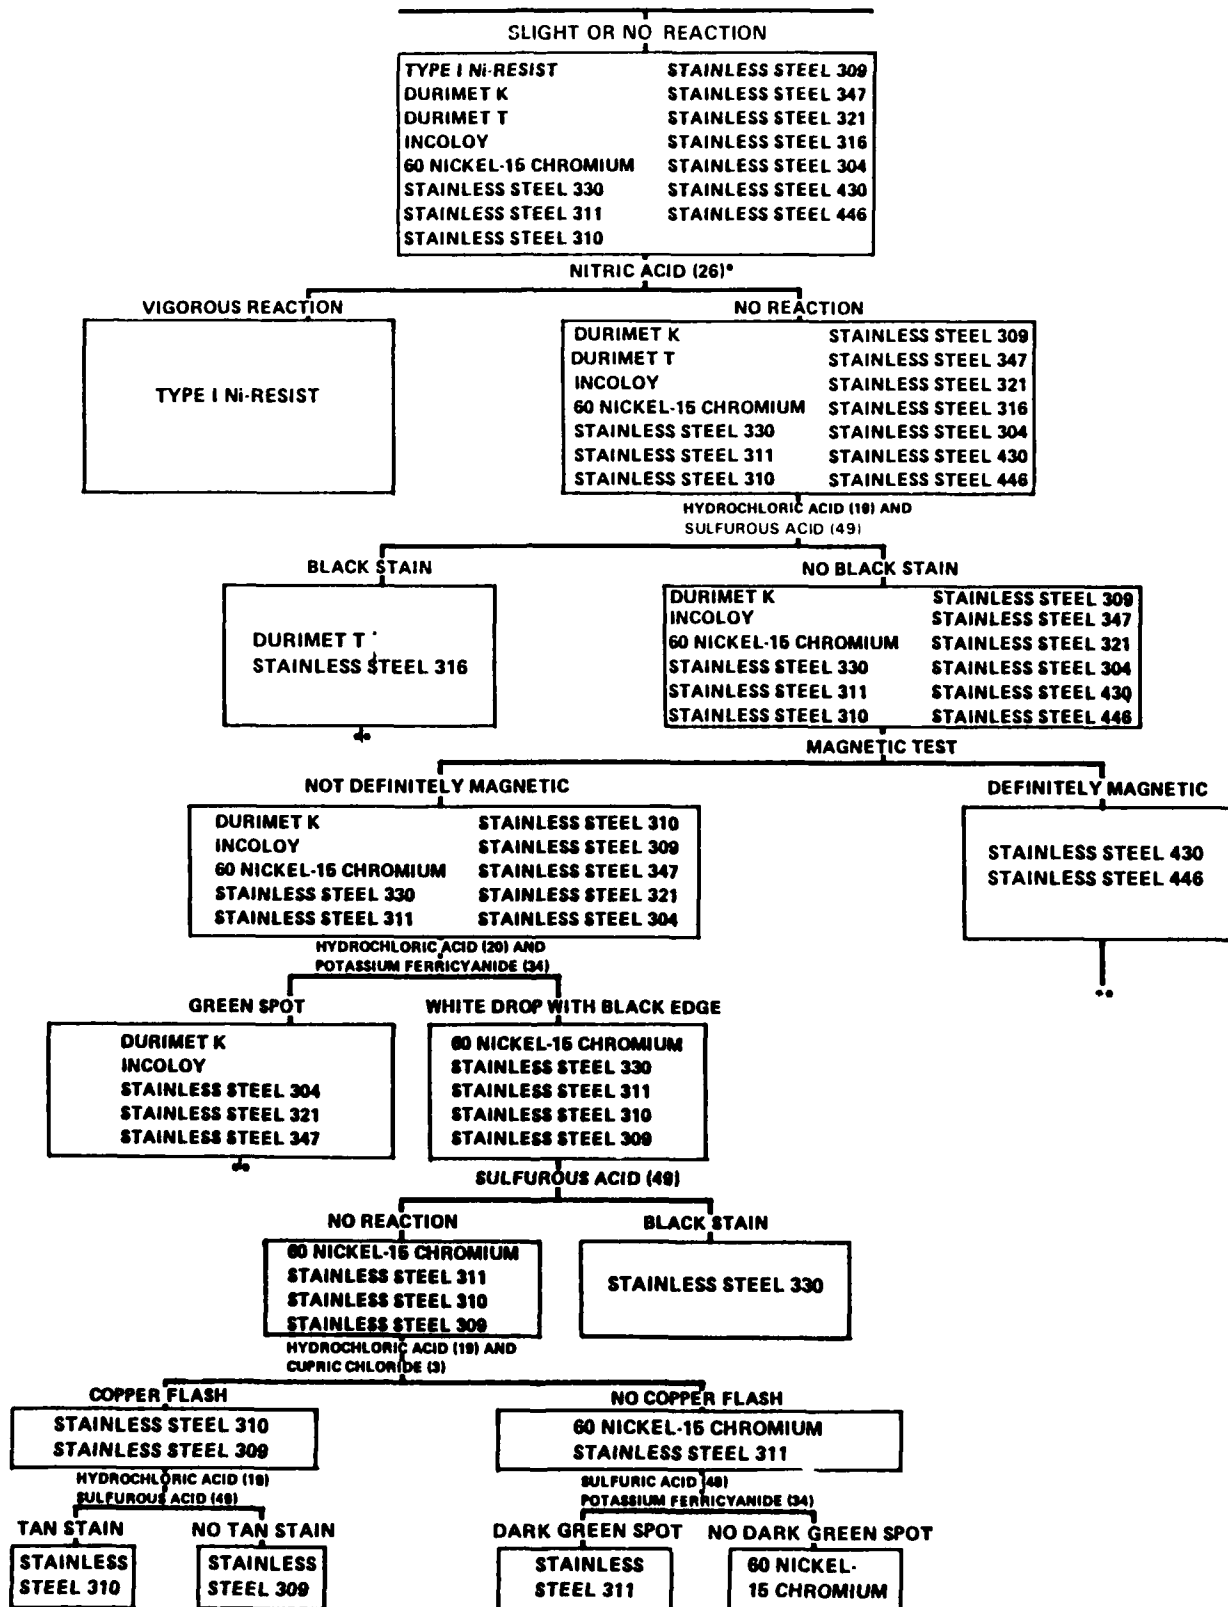 SLIGHT OR NO REACTION
TYPE I Ni-RESIST STAINLESS STEEL 309
DURIMET K STAINLESS STEEL 347
DURIMET T STAINLESS STEEL 321
INCOLOY STAINLESS STEEL 316
60 NICKEL-15 CHROMIUM STAINLESS STEEL 304
STAINLESS STEEL 330 STAINLESS STEEL 430
STAINLESS STEEL 311 STAINLESS STEEL 446
STAINLESS STEEL 310
NITRIC ACID (26)*
VIGOROUS REACTION
TYPE I Ni-RESIST
NO REACTION
DURIMET K STAINLESS STEEL 309
DURIMET T STAINLESS STEEL 347
INCOLOY STAINLESS STEEL 321
60 NICKEL-15 CHROMIUM STAINLESS STEEL 316
STAINLESS STEEL 330 STAINLESS STEEL 304
STAINLESS STEEL 311 STAINLESS STEEL 430
STAINLESS STEEL 310 STAINLESS STEEL 446
HYDROCHLORIC ACID (19) AND
SULFUROUS ACID (49)
BLACK STAIN
DURIMET T
STAINLESS STEEL 316
**
NO BLACK STAIN
DURIMET K STAINLESS STEEL 309
INCOLOY STAINLESS STEEL 347
60 NICKEL-15 CHROMIUM STAINLESS STEEL 321
STAINLESS STEEL 330 STAINLESS STEEL 304
STAINLESS STEEL 311 STAINLESS STEEL 430
STAINLESS STEEL 310 STAINLESS STEEL 446
MAGNETIC TEST
NOT DEFINITELY MAGNETIC
DURIMET K STAINLESS STEEL 310
INCOLOY STAINLESS STEEL 309
60 NICKEL-15 CHROMIUM STAINLESS STEEL 347
STAINLESS STEEL 330 STAINLESS STEEL 321
STAINLESS STEEL 311 STAINLESS STEEL 304
DEFINITELY MAGNETIC
STAINLESS STEEL 430
STAINLESS STEEL 446
**
HYDROCHLORIC ACID (20) AND
POTASSIUM FERRICYANIDE (34)
GREEN SPOT
DURIMET K
INCOLOY
STAINLESS STEEL 304
STAINLESS STEEL 321
STAINLESS STEEL 347
**
WHITE DROP WITH BLACK EDGE
60 NICKEL-15 CHROMIUM
STAINLESS STEEL 330
STAINLESS STEEL 311
STAINLESS STEEL 310
STAINLESS STEEL 309
SULFUROUS ACID (49)
NO REACTION
60 NICKEL-15 CHROMIUM
STAINLESS STEEL 311
STAINLESS STEEL 310
STAINLESS STEEL 309
BLACK STAIN
STAINLESS STEEL 330
HYDROCHLORIC ACID (19) AND
CUPRIC CHLORIDE (3)
COPPER FLASH
STAINLESS STEEL 310
STAINLESS STEEL 309
NO COPPER FLASH
60 NICKEL-15 CHROMIUM
STAINLESS STEEL 311
HYDROCHLORIC ACID (19)
SULFUROUS ACID (49)
TAN STAIN
STAINLESS
STEEL 310
NO TAN STAIN
STAINLESS
STEEL 309
SULFURIC ACID (48)
POTASSIUM FERRICYANIDE (34)
DARK GREEN SPOT
STAINLESS
STEEL 311
NO DARK GREEN SPOT
60 NICKEL-
15 CHROMIUM